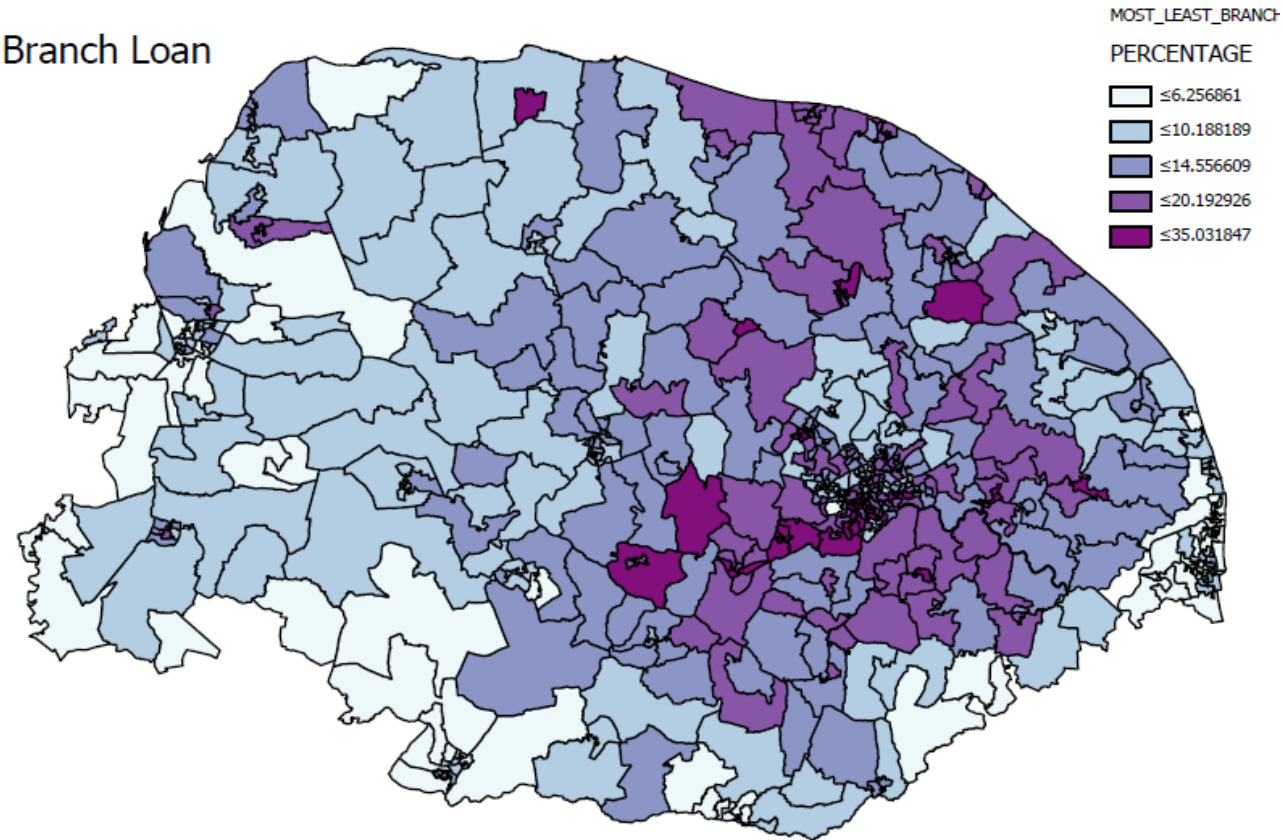 Branch Loan
MOST_LEAST_BRANCH
PERCENTAGE
≤6.256861
≤10.188189
≤14.556609
≤20.192926
≤35.031847